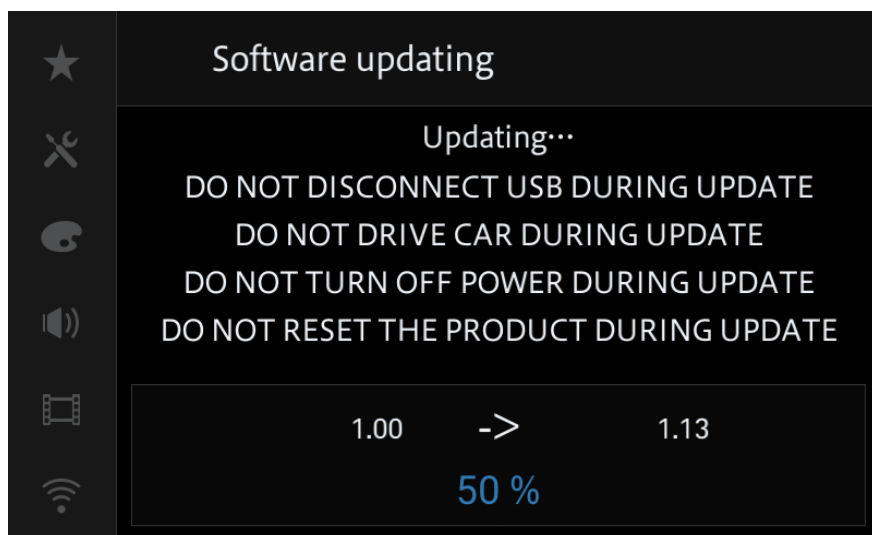 Software updating
Updating···
DO NOT DISCONNECT USB DURING UPDATE
DO NOT DRIVE CAR DURING UPDATE
DO NOT TURN OFF POWER DURING UPDATE
DO NOT RESET THE PRODUCT DURING UPDATE
1.00 -> 1.13
50 %